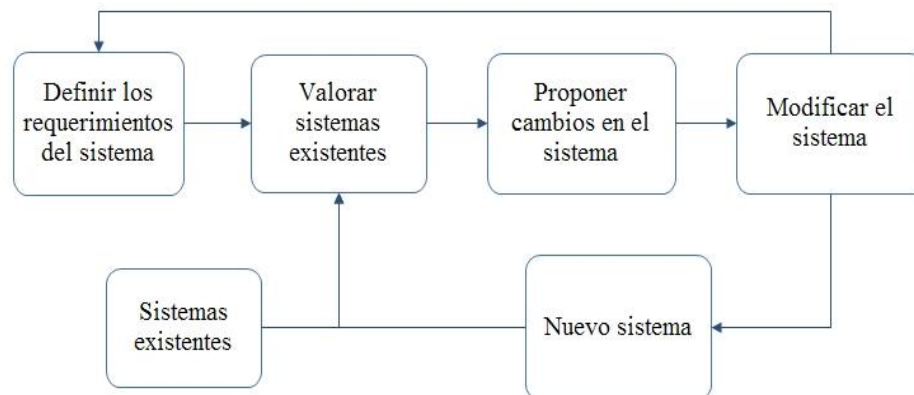 Definir los
requerimientos
del sistema
Valorar
sistemas
existentes
Proponer
cambios en el
sistema
Modificar el
sistema
Sistemas
existentes
Nuevo sistema